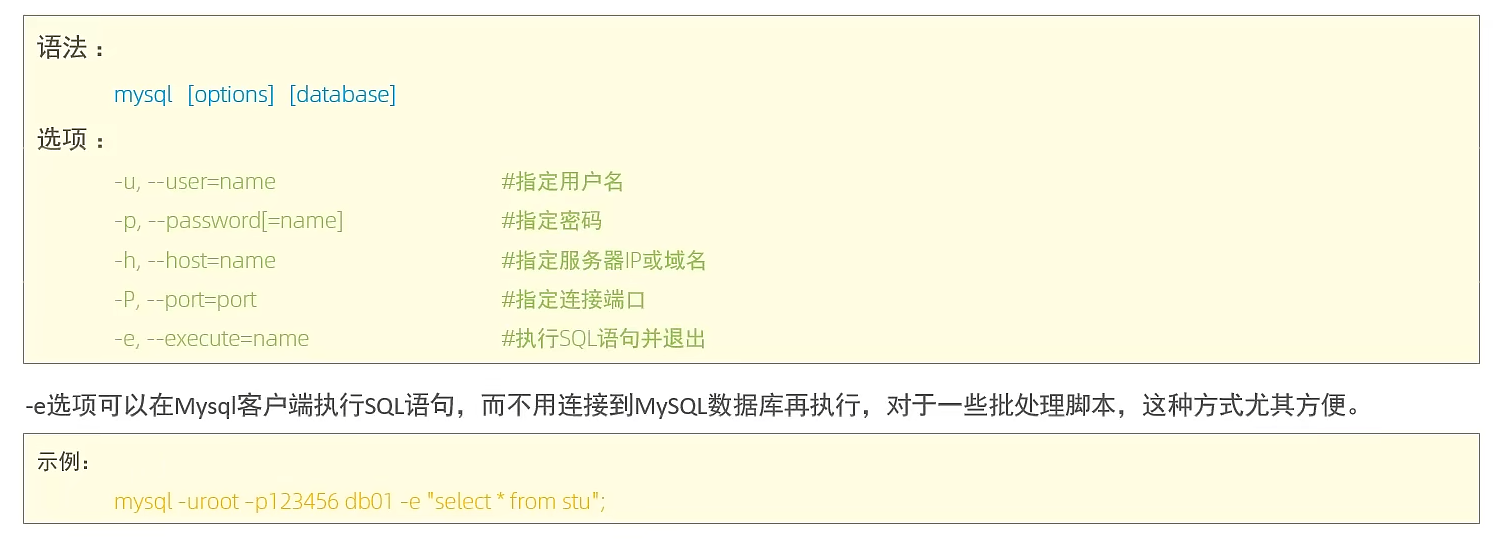 语法：
mysql [options] [database]
选项：
-u, --user=name #指定用户名
-p, --password[=name] #指定密码
-h, --host=name #指定服务器IP或域名
-P, --port=port #指定连接端口
-e, --execute=name #执行SQL语句并退出
-e选项可以在Mysql客户端执行SQL语句，而不用连接到MySQL数据库再执行，对于一些批处理脚本，这种方式尤其方便。
示例：
mysql -uroot –p123456 db01 -e "select * from stu";